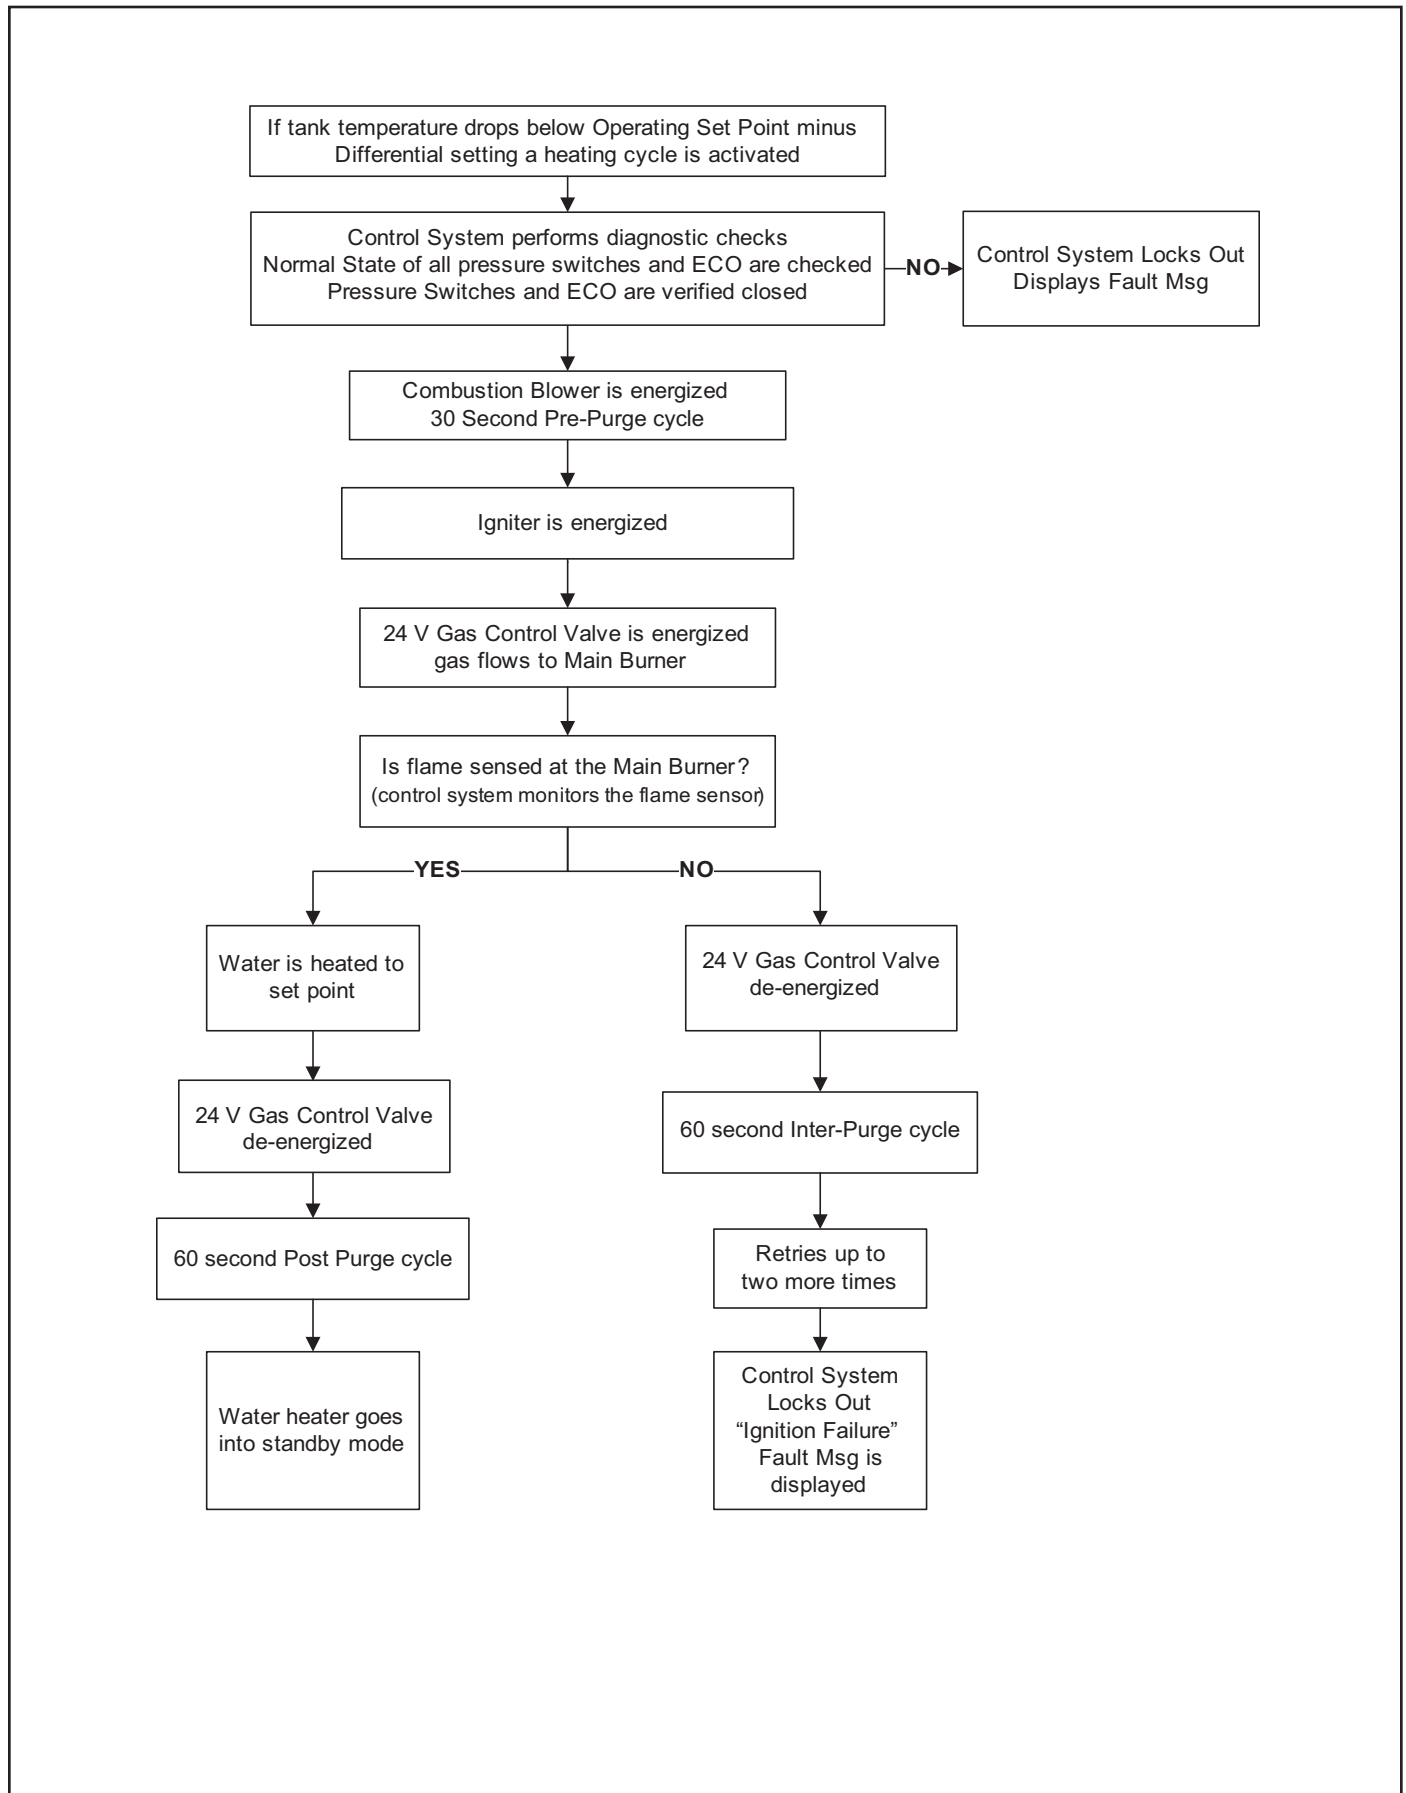 If tank temperature drops below Operating Set Point minus
Differential setting a heating cycle is activated
Control System performs diagnostic checks
Normal State of all pressure switches and ECO are checked
Pressure Switches and ECO are verified closed
NO
Control System Locks Out
Displays Fault Msg
Combustion Blower is energized
30 Second Pre-Purge cycle
Igniter is energized
24 V Gas Control Valve is energized
gas flows to Main Burner
Is flame sensed at the Main Burner?
(control system monitors the flame sensor)
YES
NO
Water is heated to
set point
24 V Gas Control Valve
de-energized
60 second Post Purge cycle
Water heater goes
into standby mode
24 V Gas Control Valve
de-energized
60 second Inter-Purge cycle
Retries up to
two more times
Control System
Locks Out
“Ignition Failure”
Fault Msg is
displayed